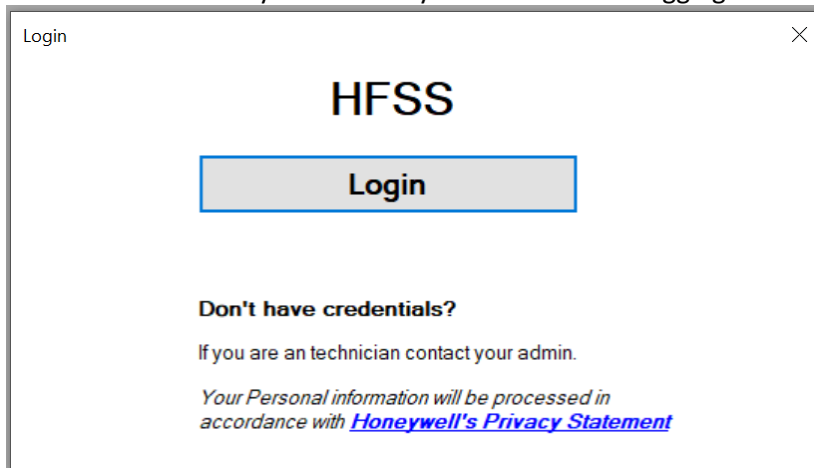 Login
HFSS
Login
Don't have credentials?
If you are an technician contact your admin.
Your Personal information will be processed in
accordance with Honeywell's Privacy Statement